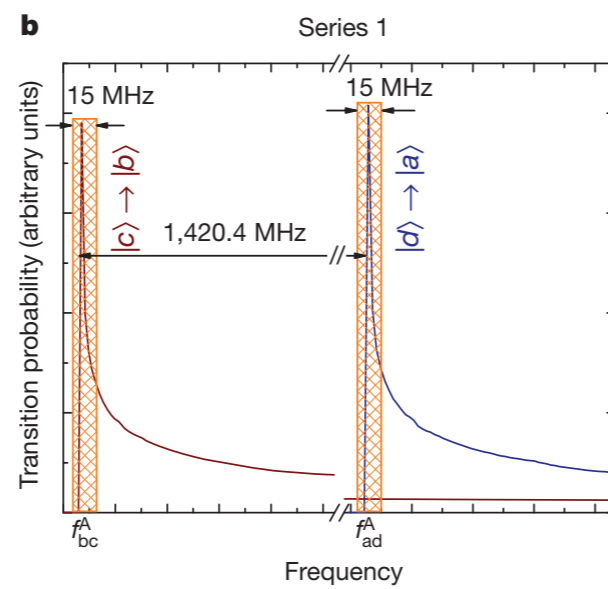 b
Series 1
15 MHz
15 MHz
|c⟩ → |b⟩
|d⟩ → |a⟩
1,420.4 MHz
Transition probability (arbitrary units)
f^A_bc
f^A_ad
Frequency